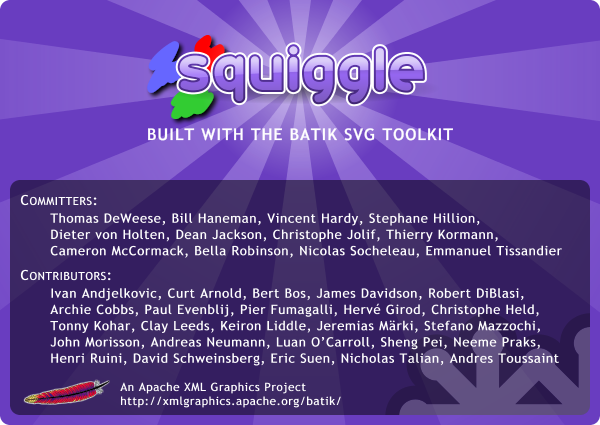 squiggle
BUILT WITH THE BATIK SVG TOOLKIT
COMMITTERS:
Thomas DeWeese, Bill Haneman, Vincent Hardy, Stephane Hillion,
Dieter von Holten, Dean Jackson, Christophe Jolif, Thierry Kormann,
Cameron McCormack, Bella Robinson, Nicolas Socheleau, Emmanuel Tissandier
CONTRIBUTORS:
Ivan Andjelkovic, Curt Arnold, Bert Bos, James Davidson, Robert DiBlasi,
Archie Cobbs, Paul Evenblij, Pier Fumagalli, Hervé Girod, Christophe Held,
Tonny Kohar, Clay Leeds, Keiron Liddle, Jeremias Märki, Stefano Mazzochi,
John Morisson, Andreas Neumann, Luan O'Carroll, Sheng Pei, Neeme Praks,
Henri Ruini, David Schweinsberg, Eric Suen, Nicholas Talian, Andres Toussaint
An Apache XML Graphics Project
http://xmlgraphics.apache.org/batik/